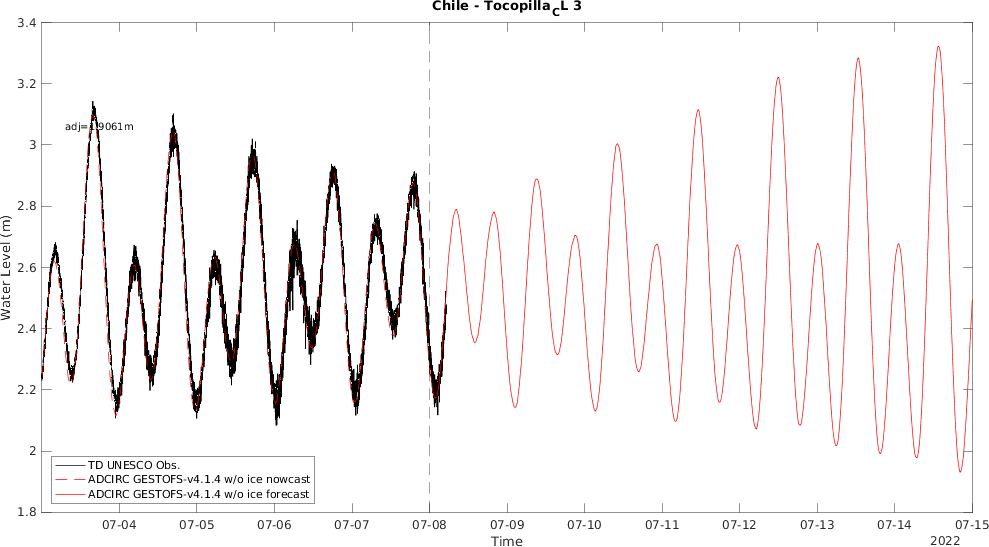 Chile - Tocopilla_CL 3
Water Level (m)
3.4
3.2
3
2.8
2.6
2.4
2.2
2
1.8
adj=1.9061m
TD UNESCO Obs.
ADCIRC GESTOFS-v4.1.4 w/o ice nowcast
ADCIRC GESTOFS-v4.1.4 w/o ice forecast
07-04 07-05 07-06 07-07 07-08 07-09 07-10 07-11 07-12 07-13 07-14 07-15
Time
2022